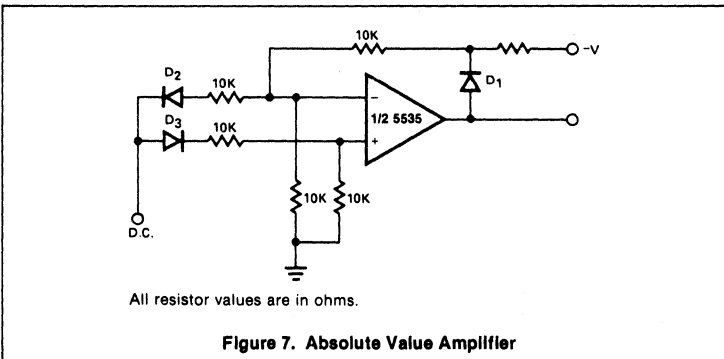 10K
-V
D2
10K
D1
D3
10K
−
1/2 5535
+
10K
10K
D.C.
All resistor values are in ohms.
Figure 7. Absolute Value Amplifier